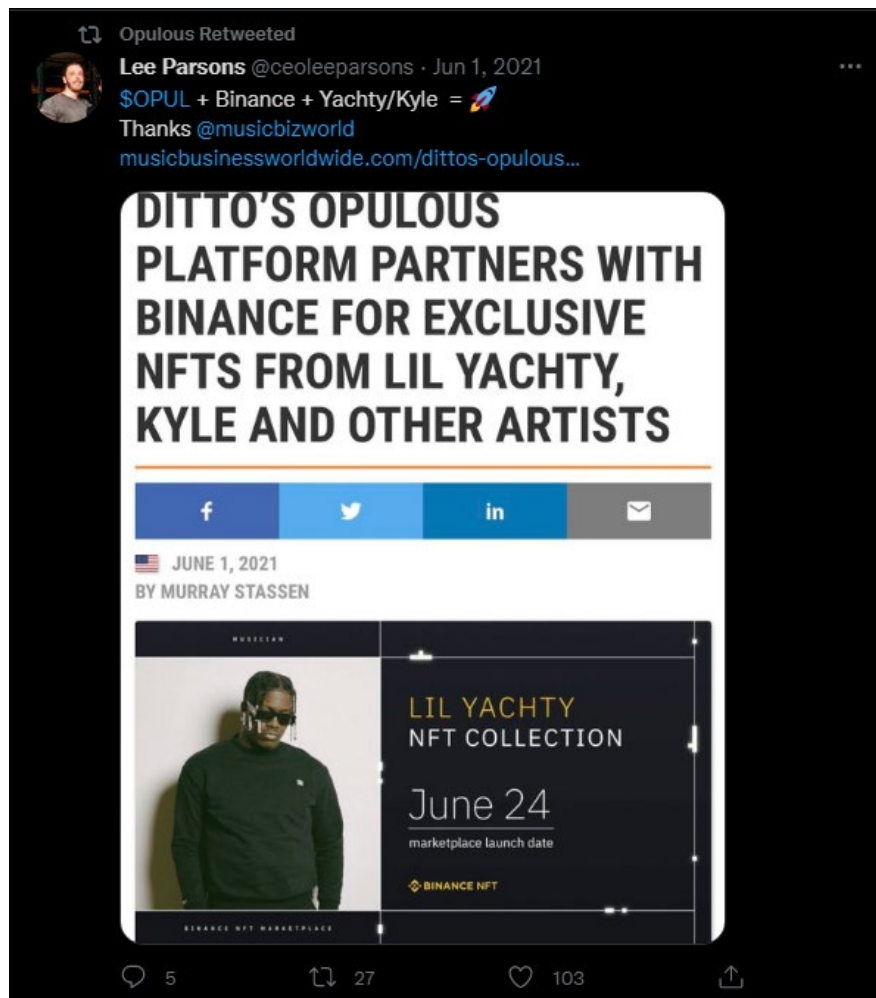 Opulous Retweeted
Lee Parsons @ceoleeparsons · Jun 1, 2021
$OPUL + Binance + Yachty/Kyle = 🚀
Thanks @musicbizworld
musicbusinessworldwide.com/dittos-opulous…
DITTO'S OPULOUS
PLATFORM PARTNERS WITH
BINANCE FOR EXCLUSIVE
NFTS FROM LIL YACHTY,
KYLE AND OTHER ARTISTS
f in
JUNE 1, 2021
BY MURRAY STASSEN
MUSICIAN
LIL YACHTY
NFT COLLECTION
June 24
marketplace launch date
BINANCE NFT
BINANCE NFT MARKETPLACE
5 27 103